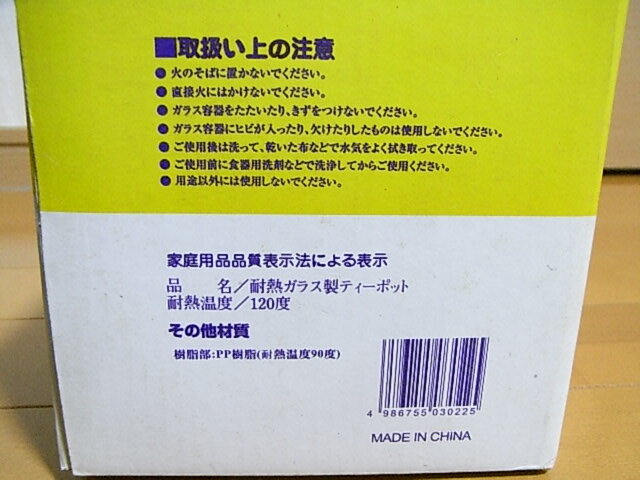 ■取扱い上の注意
● 火のそばに置かないでください。
● 直接火にはかけないでください。
● ガラス容器をたたいたり、きずをつけないでください。
● ガラス容器にヒビが入ったり、欠けたりしたものは使用しないでください。
● ご使用後は洗って、乾いた布などで水気をよく拭き取ってください。
● ご使用前に食器用洗剤などで洗浄してからご使用ください。
● 用途以外には使用しないでください。
家庭用品品質表示法による表示
品　　名／耐熱ガラス製ティーポット
耐熱温度／120度
その他材質
樹脂部：PP樹脂(耐熱温度90度)
4 986755 030225
MADE IN CHINA